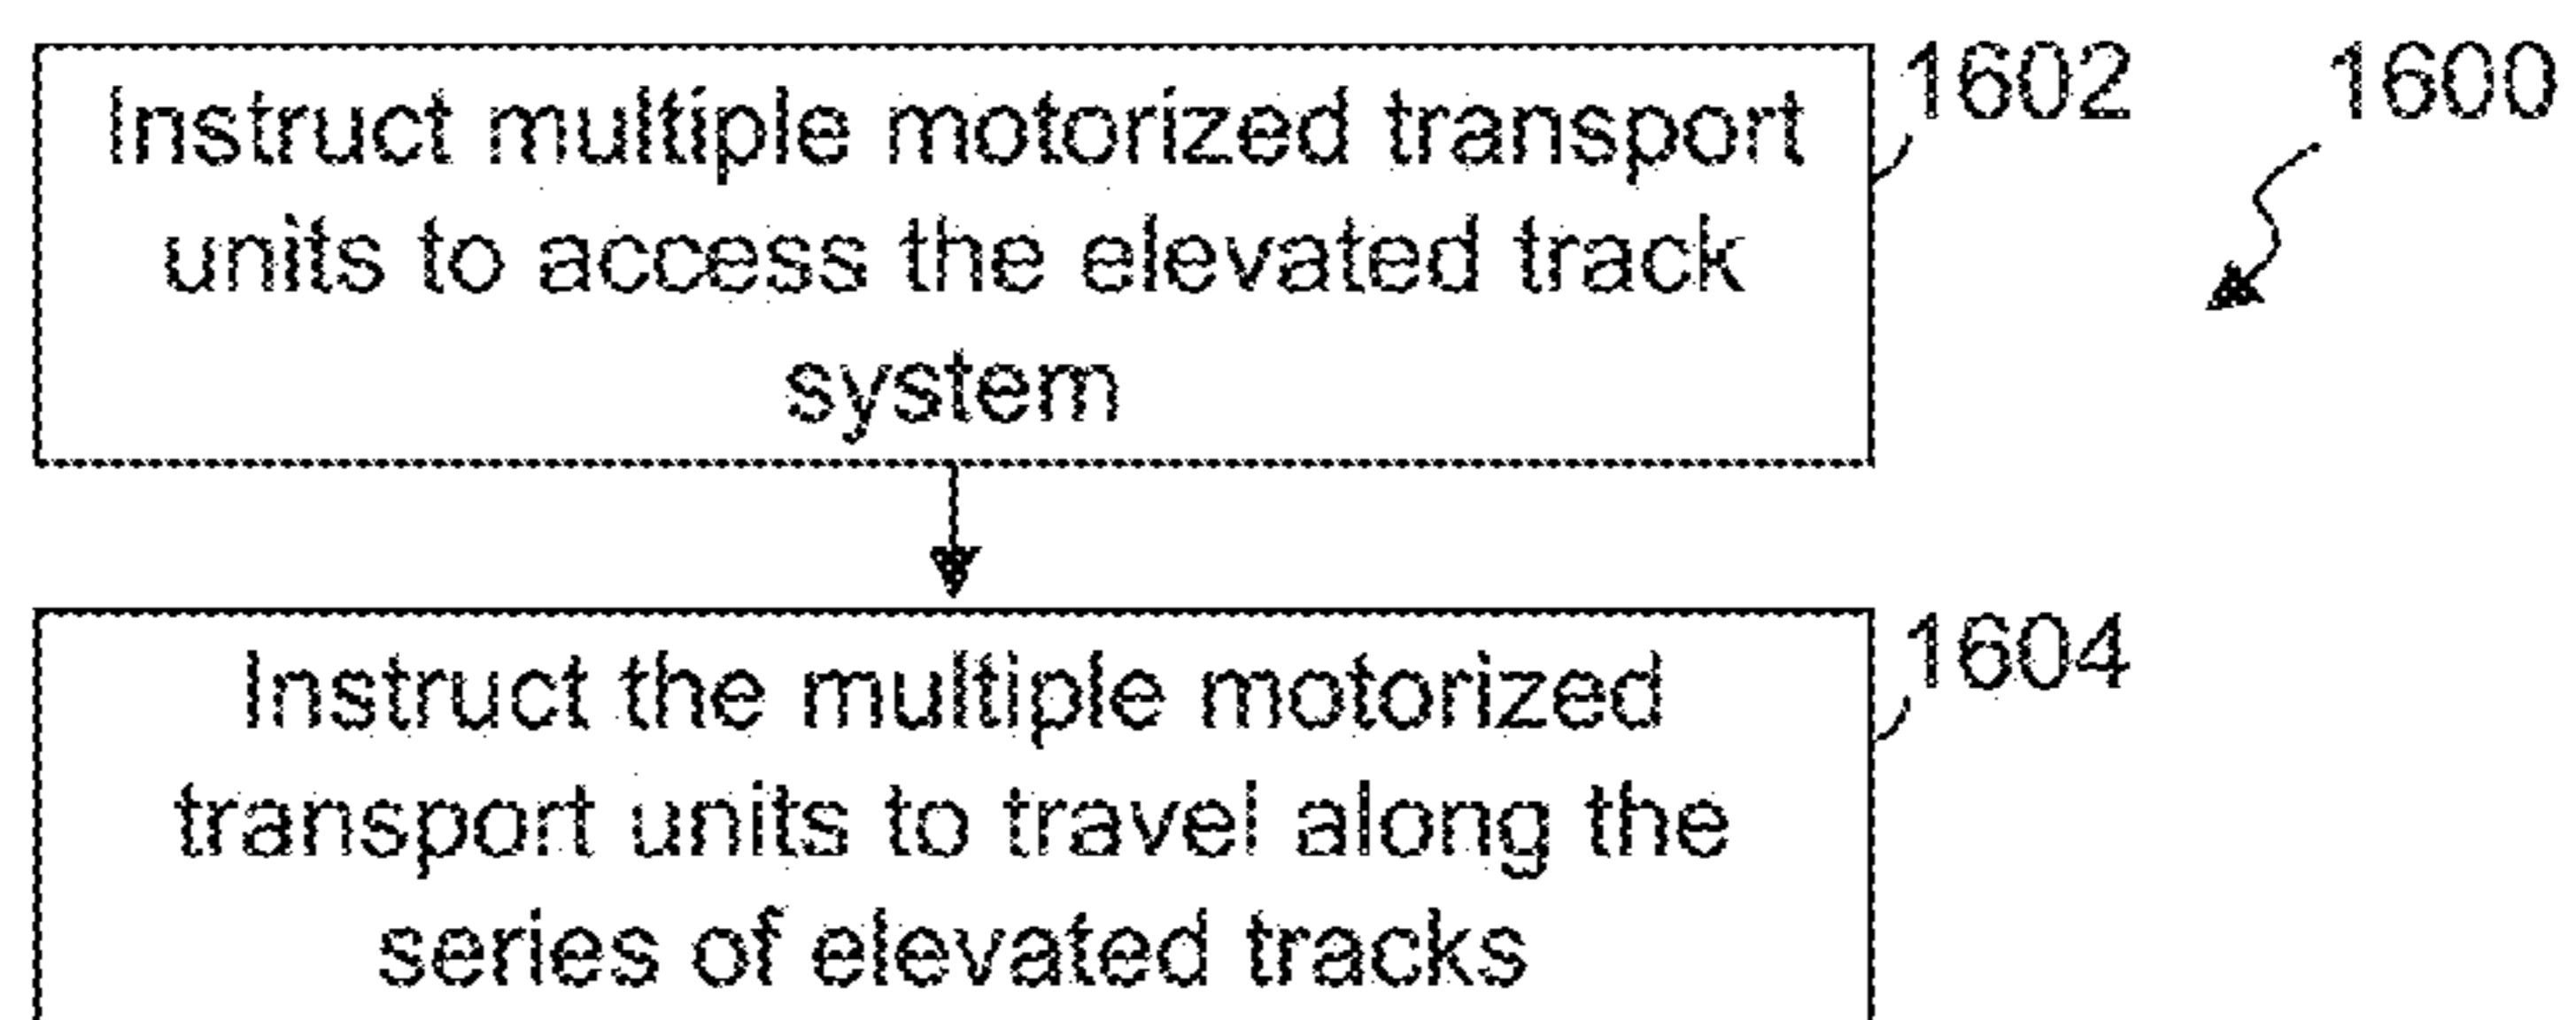 Instruct multiple motorized transport
units to access the elevated track
system
1602
1600
Instruct the multiple motorized
transport units to travel along the
series of elevated tracks
1604